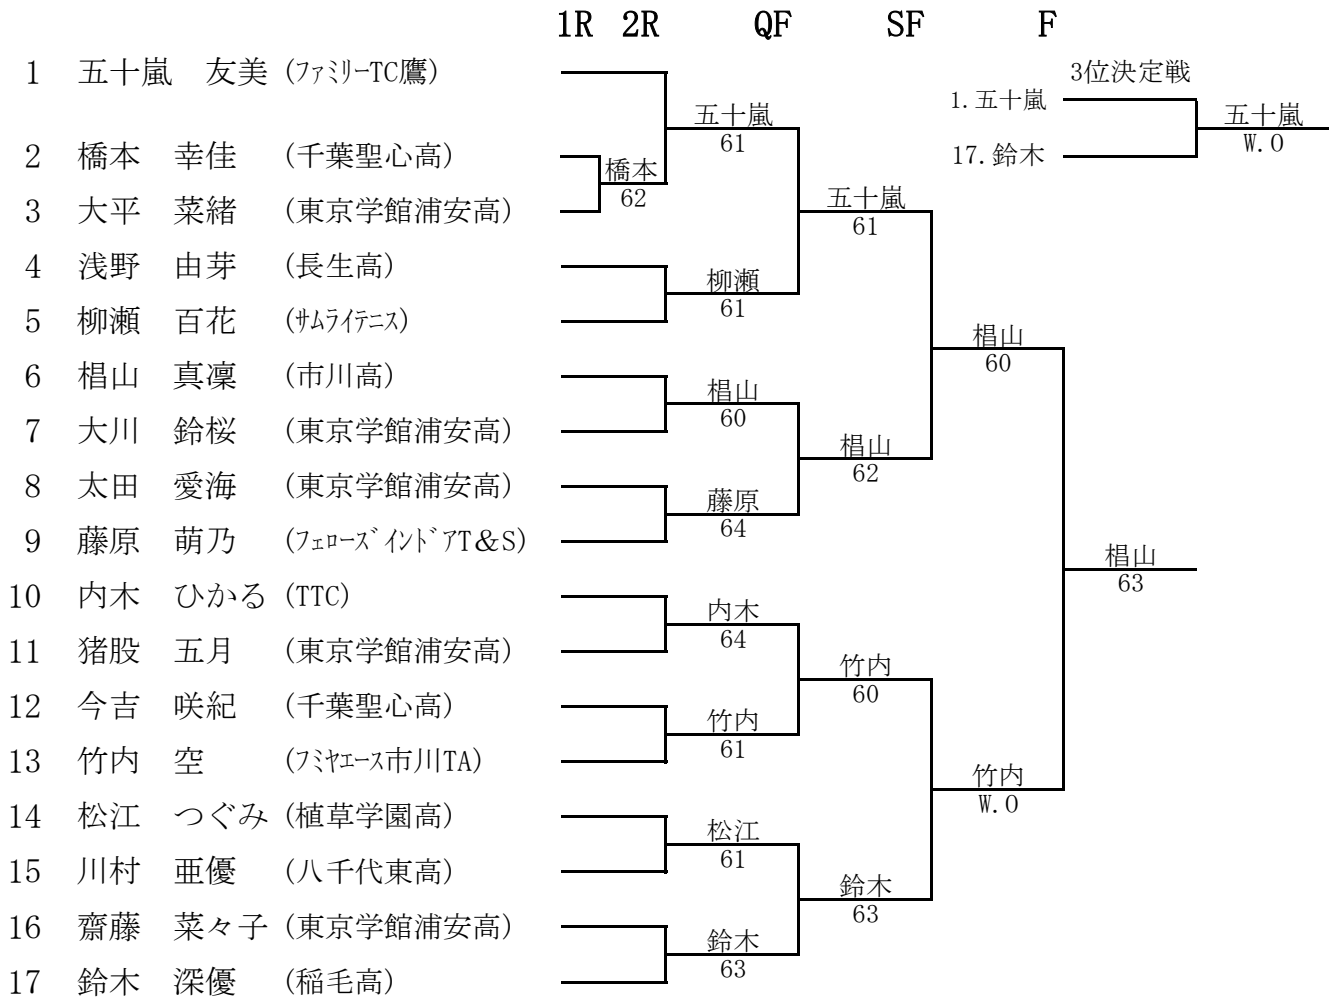 1R 2R QF SF F
1 五十嵐 友美 (ファミリーTC鷹)
3位決定戦
1.五十嵐
五十嵐
五十嵐
61
W.O
2 橋本 幸佳 (千葉聖心高)
17.鈴木
橋本
62
五十嵐
61
3 大平 菜緒 (東京学館浦安高)
4 浅野 由芽 (長生高)
柳瀬
61
5 柳瀬 百花 (サムライテニス)
椙山
60
6 椙山 真凜 (市川高)
椙山
60
7 大川 鈴桜 (東京学館浦安高)
椙山
62
8 太田 愛海 (東京学館浦安高)
藤原
64
9 藤原 萌乃 (フェローズインドアT&S)
椙山
63
10 内木 ひかる (TTC)
内木
64
11 猪股 五月 (東京学館浦安高)
竹内
60
12 今吉 咲紀 (千葉聖心高)
竹内
61
13 竹内 空 (フミヤエース市川TA)
竹内
W.O
14 松江 つぐみ (植草学園高)
松江
61
15 川村 亜優 (八千代東高)
鈴木
63
16 齋藤 菜々子 (東京学館浦安高)
鈴木
63
17 鈴木 深優 (稲毛高)